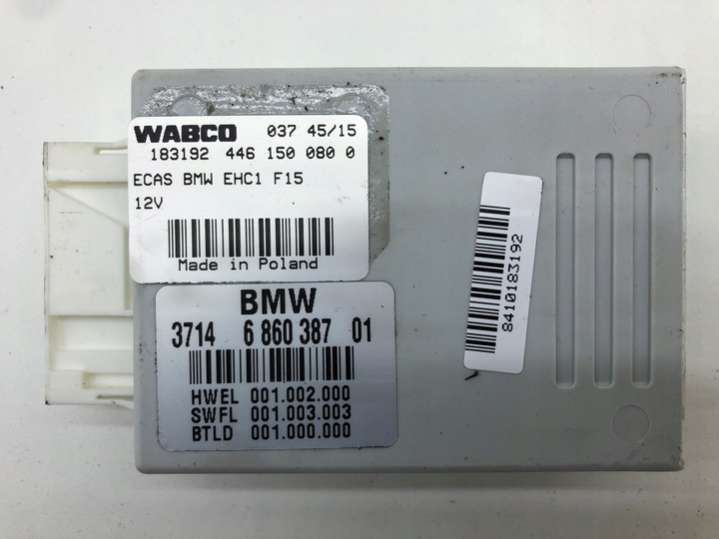 WABCO 037 45/15
183192 446 150 080 0
ECAS BMW EHC1 F15
12V
Made in Poland
BMW
3714 6 860 387 01
HWEL 001.002.000
SWFL 001.003.003
BTLD 001.000.000
8410183192